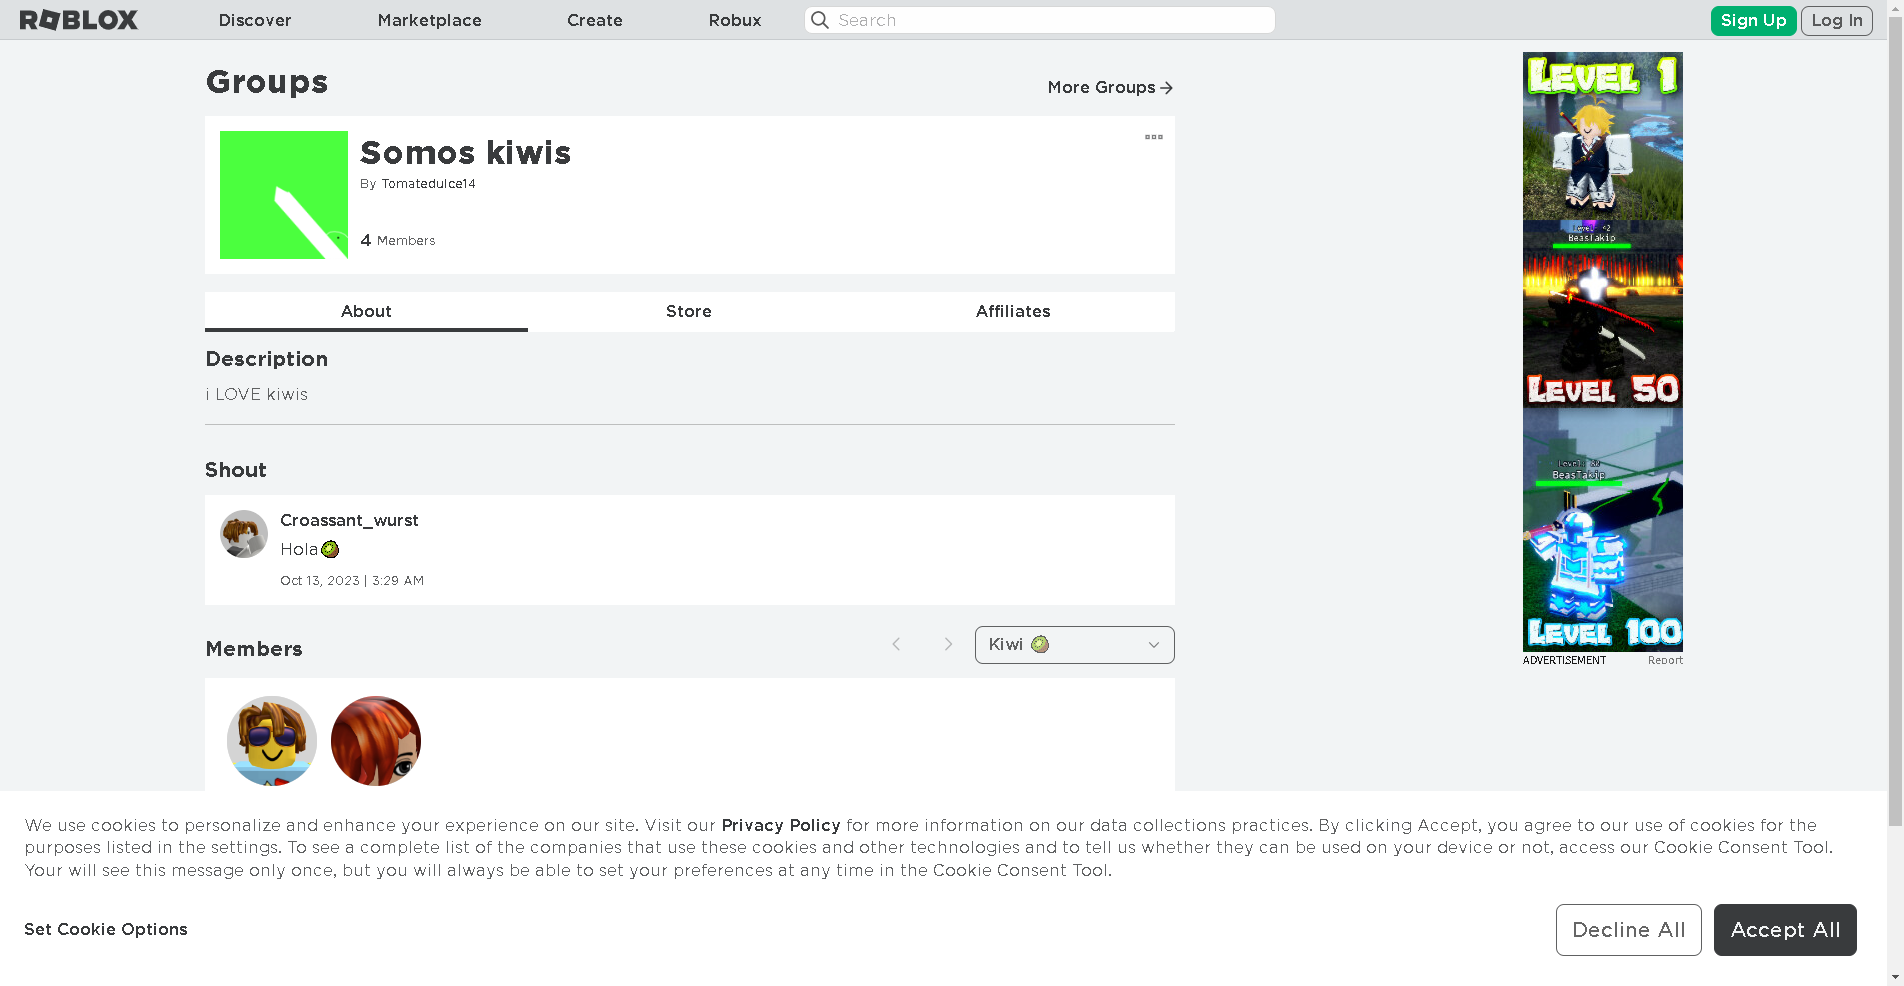 ROBLOX
Discover
Marketplace
Create
Robux
Search
Sign Up
Log In
Groups
More Groups
Somos kiwis
By Tomatedulce14
4 Members
About
Store
Affiliates
Description
i LOVE kiwis
Shout
Croassant_wurst
Hola🥝
Oct 13, 2023 | 3:29 AM
Members
Kiwi 🥝
LEVEL 1
BeasTakip
LEVEL 50
BeasTakip
LEVEL 100
ADVERTISEMENT
Report
We use cookies to personalize and enhance your experience on our site. Visit our Privacy Policy for more information on our data collections practices. By clicking Accept, you agree to our use of cookies for the
purposes listed in the settings. To see a complete list of the companies that use these cookies and other technologies and to tell us whether they can be used on your device or not, access our Cookie Consent Tool.
Your will see this message only once, but you will always be able to set your preferences at any time in the Cookie Consent Tool.
Set Cookie Options
Decline All
Accept All